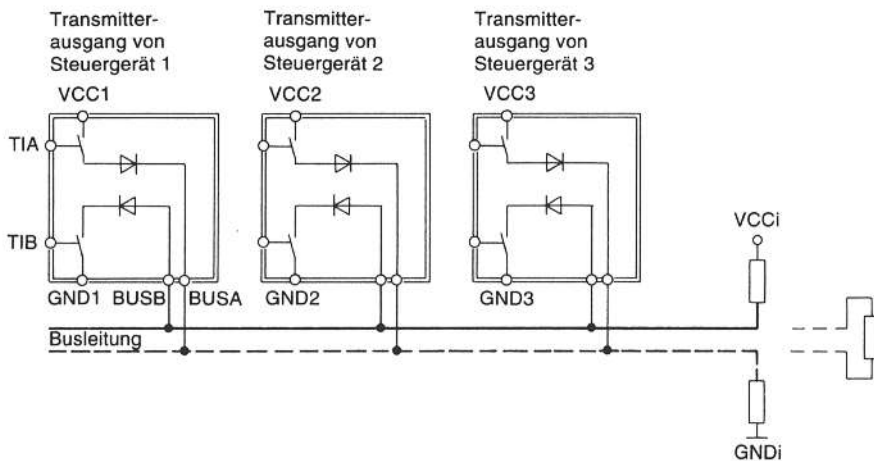 Transmitter-
ausgang von
Steuergerät 1
Transmitter-
ausgang von
Steuergerät 2
Transmitter-
ausgang von
Steuergerät 3
VCC1
VCC2
VCC3
TIA
TIB
VCCi
GND1 BUSB BUSA
GND2
GND3
Busleitung
GNDi